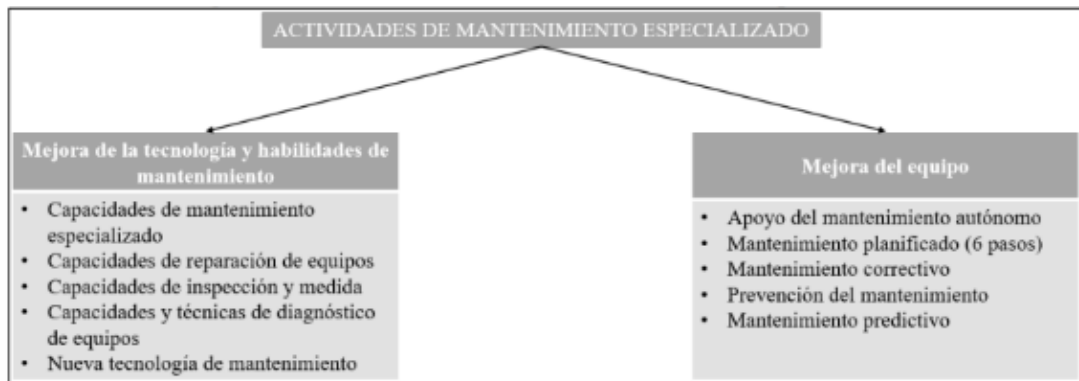 ACTIVIDADES DE MANTENIMIENTO ESPECIALIZADO
Mejora de la tecnología y habilidades de
mantenimiento
• Capacidades de mantenimiento
especializado
• Capacidades de reparación de equipos
• Capacidades de inspección y medida
• Capacidades y técnicas de diagnóstico
de equipos
• Nueva tecnología de mantenimiento
Mejora del equipo
• Apoyo del mantenimiento autónomo
• Mantenimiento planificado (6 pasos)
• Mantenimiento correctivo
• Prevención del mantenimiento
• Mantenimiento predictivo